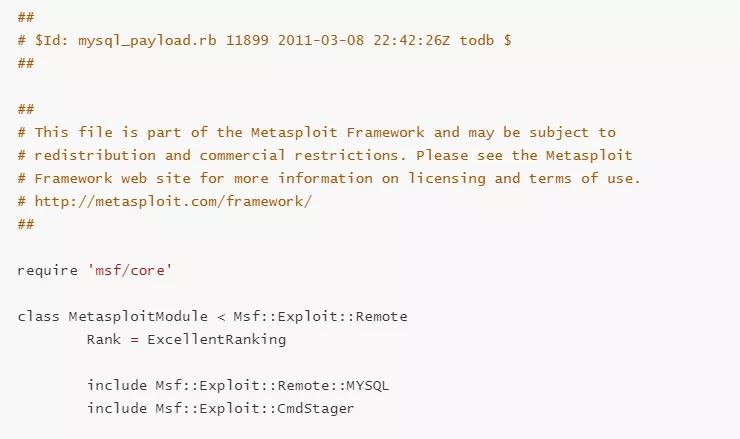 ##
# $Id: mysql_payload.rb 11899 2011-03-08 22:42:26Z todb $
##
##
# This file is part of the Metasploit Framework and may be subject to
# redistribution and commercial restrictions. Please see the Metasploit
# Framework web site for more information on licensing and terms of use.
# http://metasploit.com/framework/
##
require 'msf/core'
class MetasploitModule < Msf::Exploit::Remote
Rank = ExcellentRanking
include Msf::Exploit::Remote::MYSQL
include Msf::Exploit::CmdStager